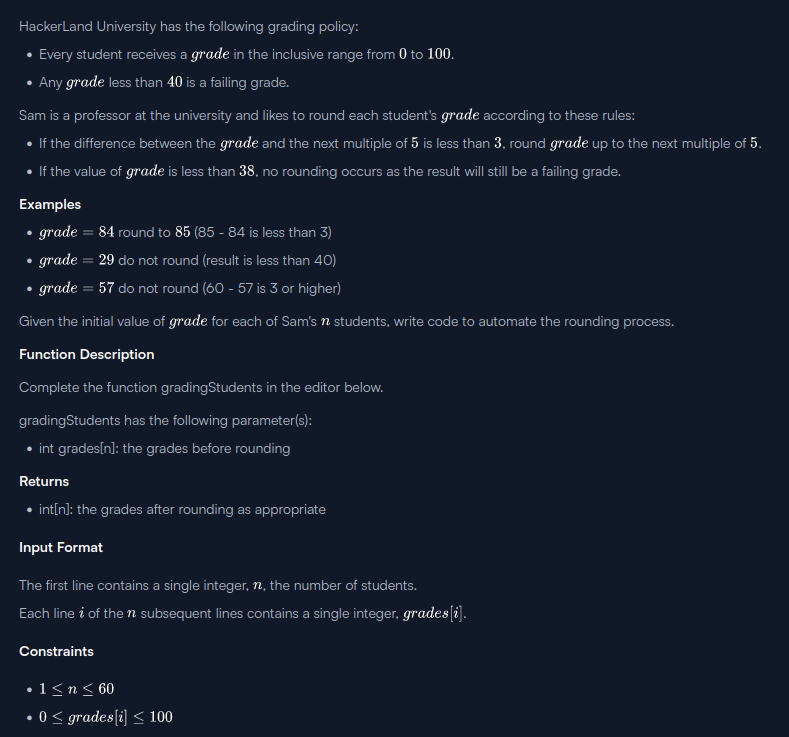 HackerLand University has the following grading policy:
• Every student receives a grade in the inclusive range from 0 to 100.
• Any grade less than 40 is a failing grade.
Sam is a professor at the university and likes to round each student's grade according to these rules:
• If the difference between the grade and the next multiple of 5 is less than 3, round grade up to the next multiple of 5.
• If the value of grade is less than 38, no rounding occurs as the result will still be a failing grade.
Examples
• grade = 84 round to 85 (85 - 84 is less than 3)
• grade = 29 do not round (result is less than 40)
• grade = 57 do not round (60 - 57 is 3 or higher)
Given the initial value of grade for each of Sam's n students, write code to automate the rounding process.
Function Description
Complete the function gradingStudents in the editor below.
gradingStudents has the following parameter(s):
• int grades[n]: the grades before rounding
Returns
• int[n]: the grades after rounding as appropriate
Input Format
The first line contains a single integer, n, the number of students.
Each line i of the n subsequent lines contains a single integer, grades[i].
Constraints
• 1 ≤ n ≤ 60
• 0 ≤ grades[i] ≤ 100